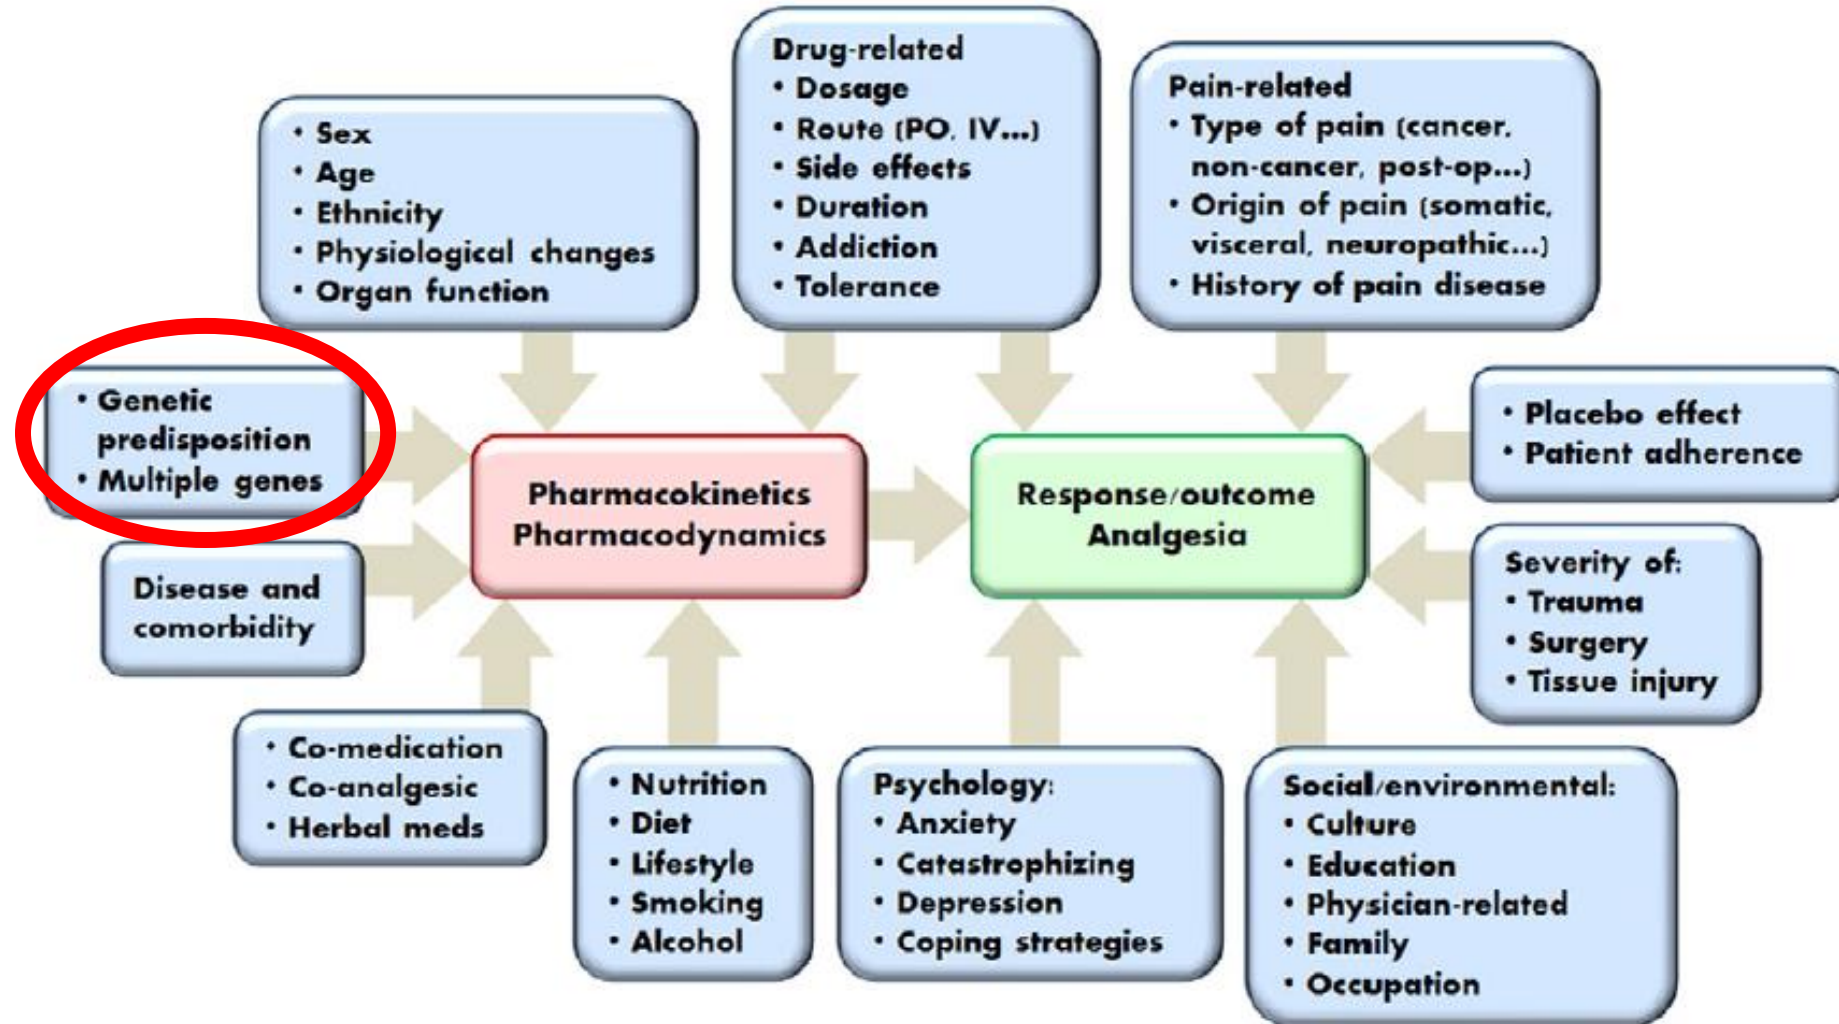 • Sex
• Age
• Ethnicity
• Physiological changes
• Organ function
Drug-related
• Dosage
• Route (PO, IV...)
• Side effects
• Duration
• Addiction
• Tolerance
Pain-related
• Type of pain (cancer,
non-cancer, post-op...)
• Origin of pain (somatic,
visceral, neuropathic...)
• History of pain disease
• Genetic
predisposition
• Multiple genes
Pharmacokinetics
Pharmacodynamics
Response/outcome
Analgesia
• Placebo effect
• Patient adherence
Disease and
comorbidity
Severity of:
• Trauma
• Surgery
• Tissue injury
• Co-medication
• Co-analgesic
• Herbal meds
• Nutrition
• Diet
• Lifestyle
• Smoking
• Alcohol
Psychology:
• Anxiety
• Catastrophizing
• Depression
• Coping strategies
Social/environmental:
• Culture
• Education
• Physician-related
• Family
• Occupation